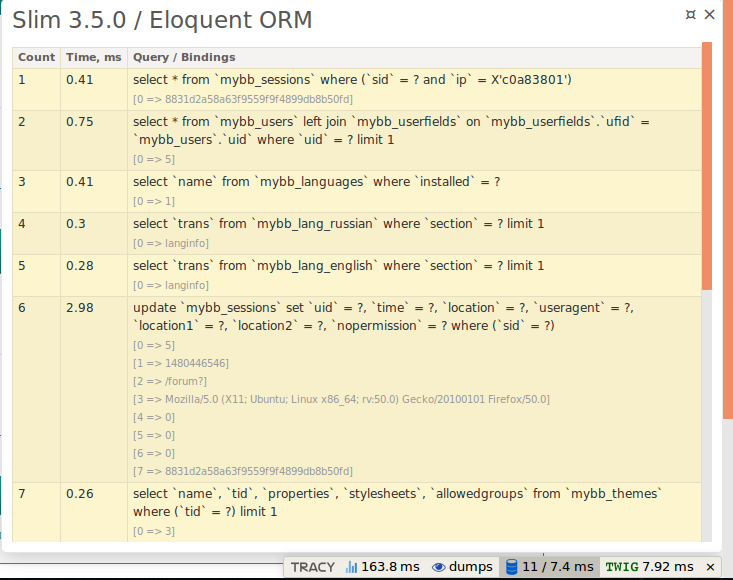 Slim 3.5.0 / Eloquent ORM
Count Time, ms Query / Bindings
1 0.41 select * from `mybb_sessions` where (`sid` = ? and `ip` = X'c0a83801')
[0 => 8831d2a58a63f9559f9f4899db8b50fd]
2 0.75 select * from `mybb_users` left join `mybb_userfields` on `mybb_userfields`.`ufid` =
`mybb_users`.`uid` where `uid` = ? limit 1
[0 => 5]
3 0.41 select `name` from `mybb_languages` where `installed` = ?
[0 => 1]
4 0.3 select `trans` from `mybb_lang_russian` where `section` = ? limit 1
[0 => langinfo]
5 0.28 select `trans` from `mybb_lang_english` where `section` = ? limit 1
[0 => langinfo]
6 2.98 update `mybb_sessions` set `uid` = ?, `time` = ?, `location` = ?, `useragent` = ?,
`location1` = ?, `location2` = ?, `nopermission` = ? where (`sid` = ?)
[0 => 5]
[1 => 1480446546]
[2 => /forum?]
[3 => Mozilla/5.0 (X11; Ubuntu; Linux x86_64; rv:50.0) Gecko/20100101 Firefox/50.0]
[4 => 0]
[5 => 0]
[6 => 0]
[7 => 8831d2a58a63f9559f9f4899db8b50fd]
7 0.26 select `name`, `tid`, `properties`, `stylesheets`, `allowedgroups` from `mybb_themes`
where (`tid` = ?) limit 1
[0 => 3]
TRACY 163.8 ms dumps 11 / 7.4 ms TWIG 7.92 ms ×